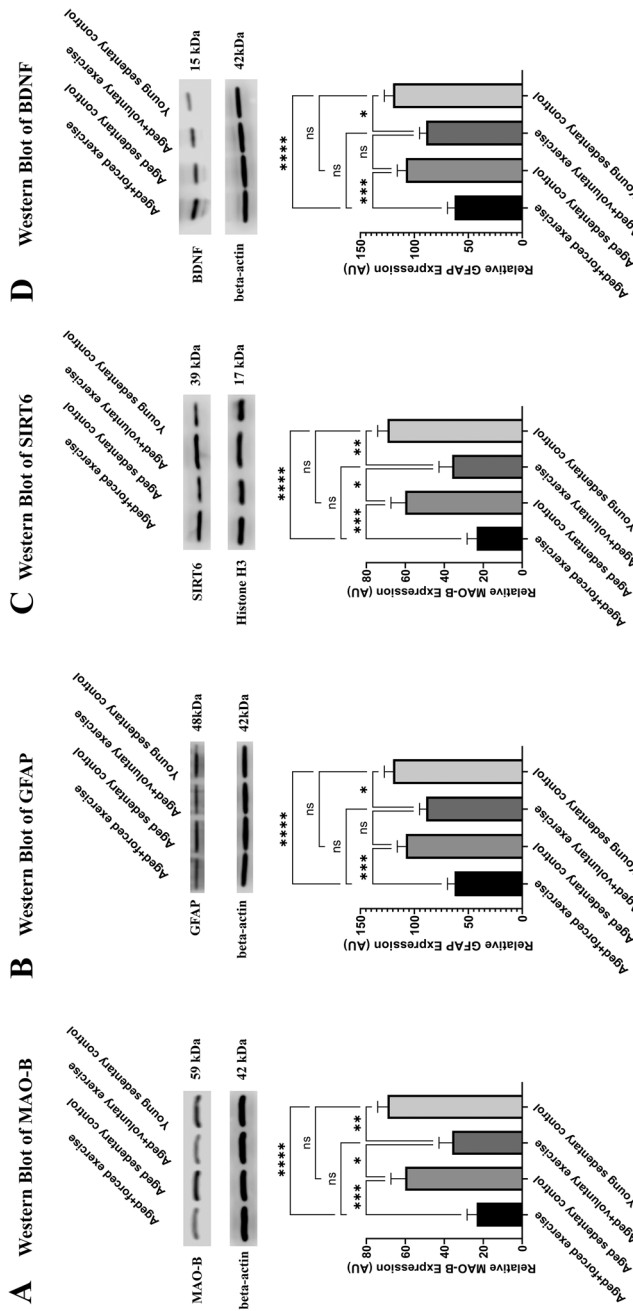 A Western Blot of MAO-B
Aged+forced exercise
Aged sedentary control
Aged+voluntary exercise
Young sedentary control
MAO-B 59 kDa
beta-actin 42 kDa
Relative MAO-B Expression (AU)
80
60
40
20
0
****
ns
ns
***
*
**
Aged+forced exercise
Aged sedentary control
Aged+voluntary exercise
Young sedentary control
B Western Blot of GFAP
Aged+forced exercise
Aged sedentary control
Aged+voluntary exercise
Young sedentary control
GFAP 48kDa
beta-actin 42kDa
Relative GFAP Expression (AU)
150
100
50
0
****
ns
ns
***
ns
*
Aged+forced exercise
Aged sedentary control
Aged+voluntary exercise
Young sedentary control
C Western Blot of SIRT6
Aged+forced exercise
Aged sedentary control
Aged+voluntary exercise
Young sedentary control
SIRT6 39 kDa
Histone H3 17 kDa
Relative MAO-B Expression (AU)
80
60
40
20
0
****
ns
ns
***
*
**
Aged+forced exercise
Aged sedentary control
Aged+voluntary exercise
Young sedentary control
D Western Blot of BDNF
Aged+forced exercise
Aged sedentary control
Aged+voluntary exercise
Young sedentary control
BDNF 15 kDa
beta-actin 42kDa
Relative GFAP Expression (AU)
150
100
50
0
****
ns
ns
***
ns
*
Aged+forced exercise
Aged sedentary control
Aged+voluntary exercise
Young sedentary control